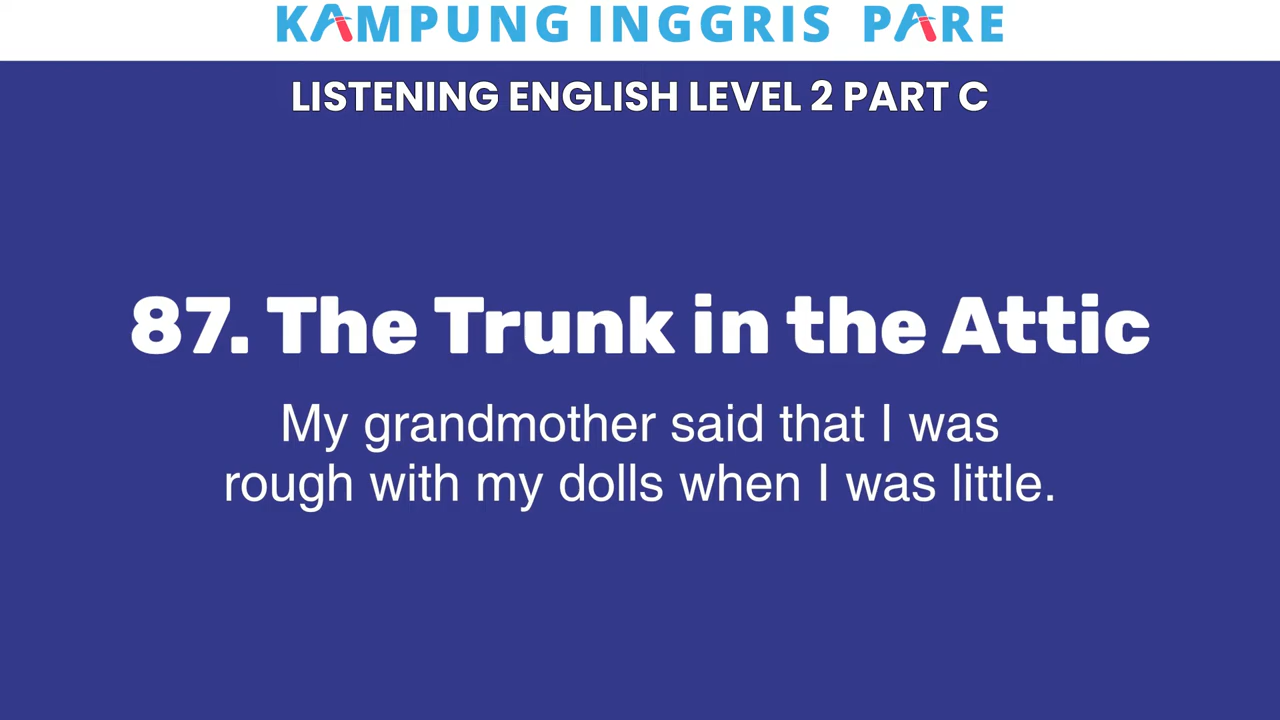 KAMPUNG INGGRIS PARE
LISTENING ENGLISH LEVEL 2 PART C
87. The Trunk in the Attic
My grandmother said that I was
rough with my dolls when I was little.